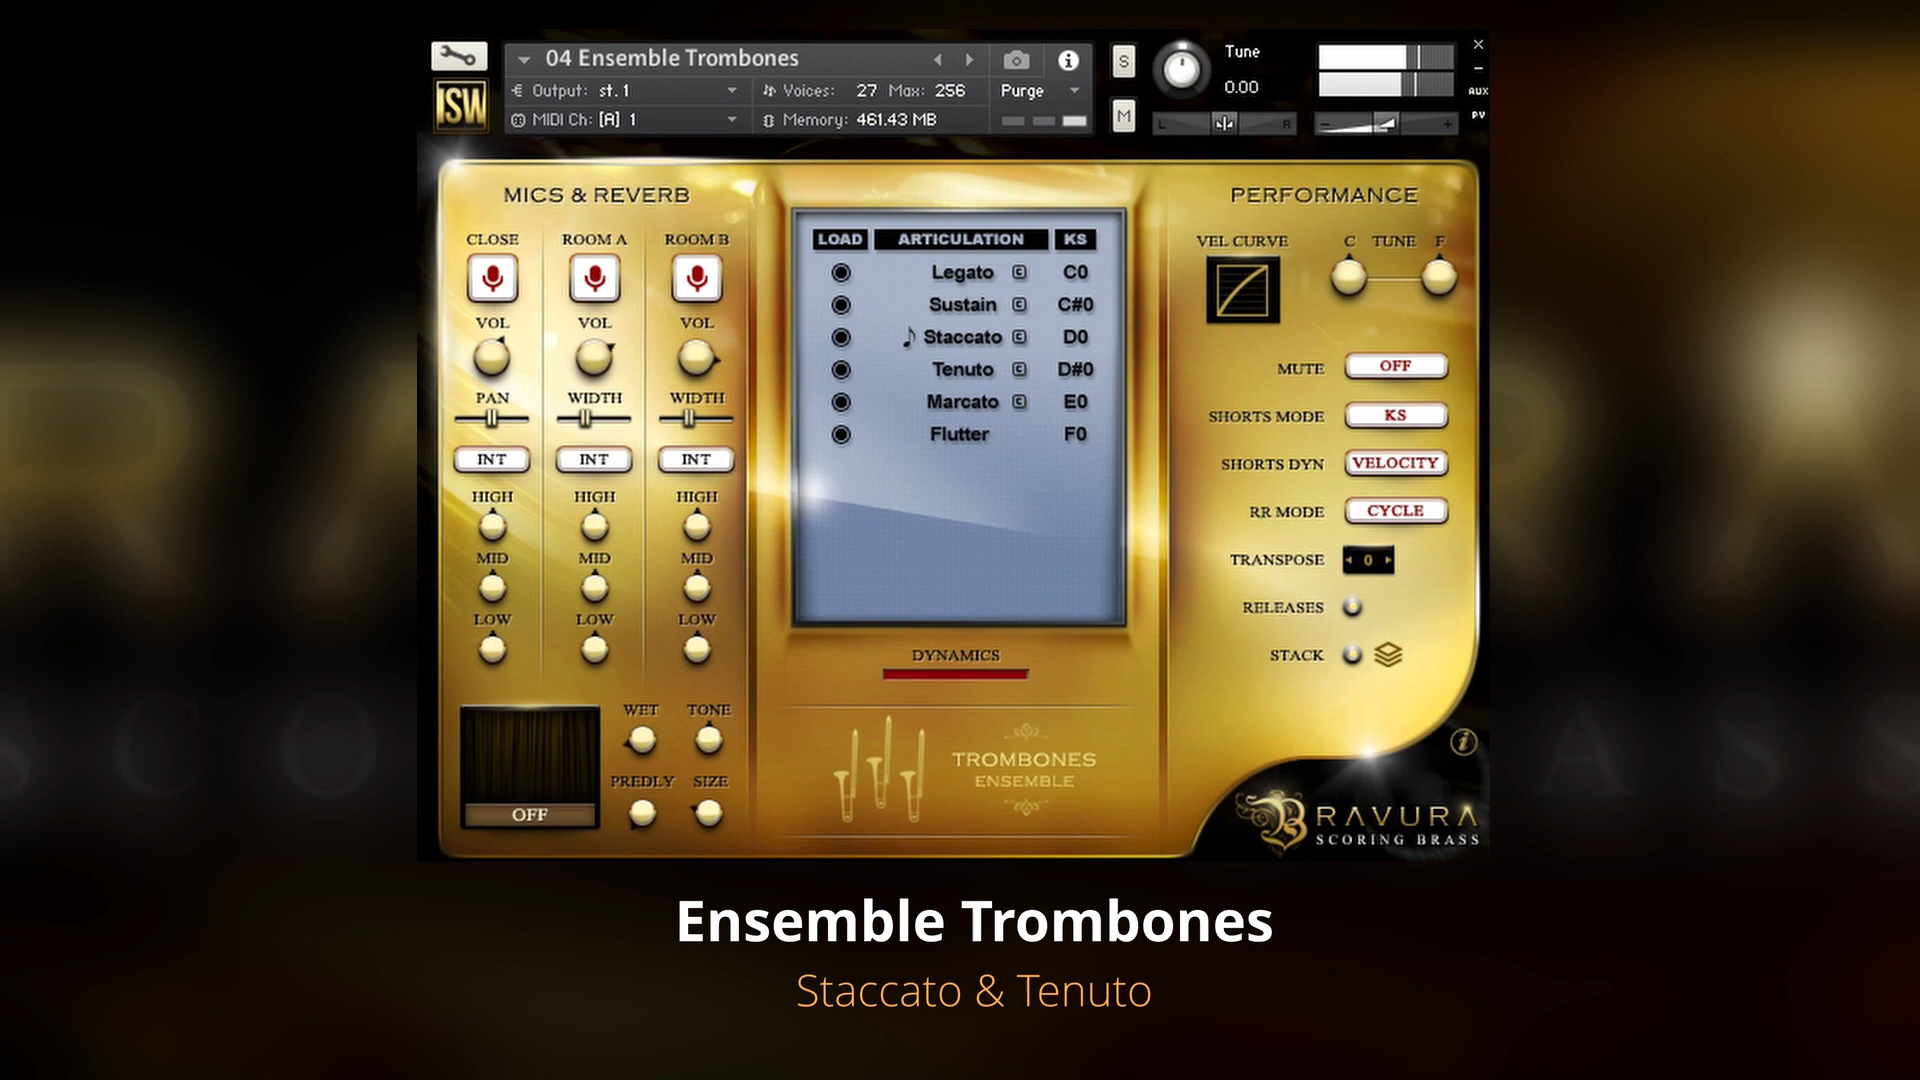 04 Ensemble Trombones
Output: st. 1
Voices: 27 Max: 256
Purge
MIDI Ch: [A] 1
Memory: 461.43 MB
ISW
S
M
Tune
0.00
L R
- +
×
AUX
PV
MICS & REVERB
CLOSE ROOM A ROOM B
VOL VOL VOL
PAN WIDTH WIDTH
INT INT INT
HIGH HIGH HIGH
MID MID MID
LOW LOW LOW
OFF
WET TONE
PREDLY SIZE
LOAD ARTICULATION KS
Legato C C0
Sustain C C#0
♪ Staccato C D0
Tenuto C D#0
Marcato C E0
Flutter F0
DYNAMICS
TROMBONES
ENSEMBLE
PERFORMANCE
VEL CURVE
C TUNE F
MUTE OFF
SHORTS MODE KS
SHORTS DYN VELOCITY
RR MODE CYCLE
TRANSPOSE 0
RELEASES
STACK
i
BRAVURA
SCORING BRASS
Ensemble Trombones
Staccato & Tenuto